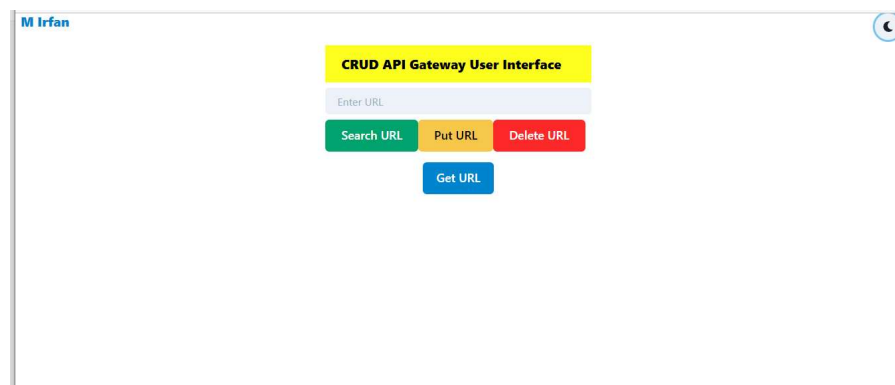 M Irfan
CRUD API Gateway User Interface
Enter URL
Search URL Put URL Delete URL
Get URL